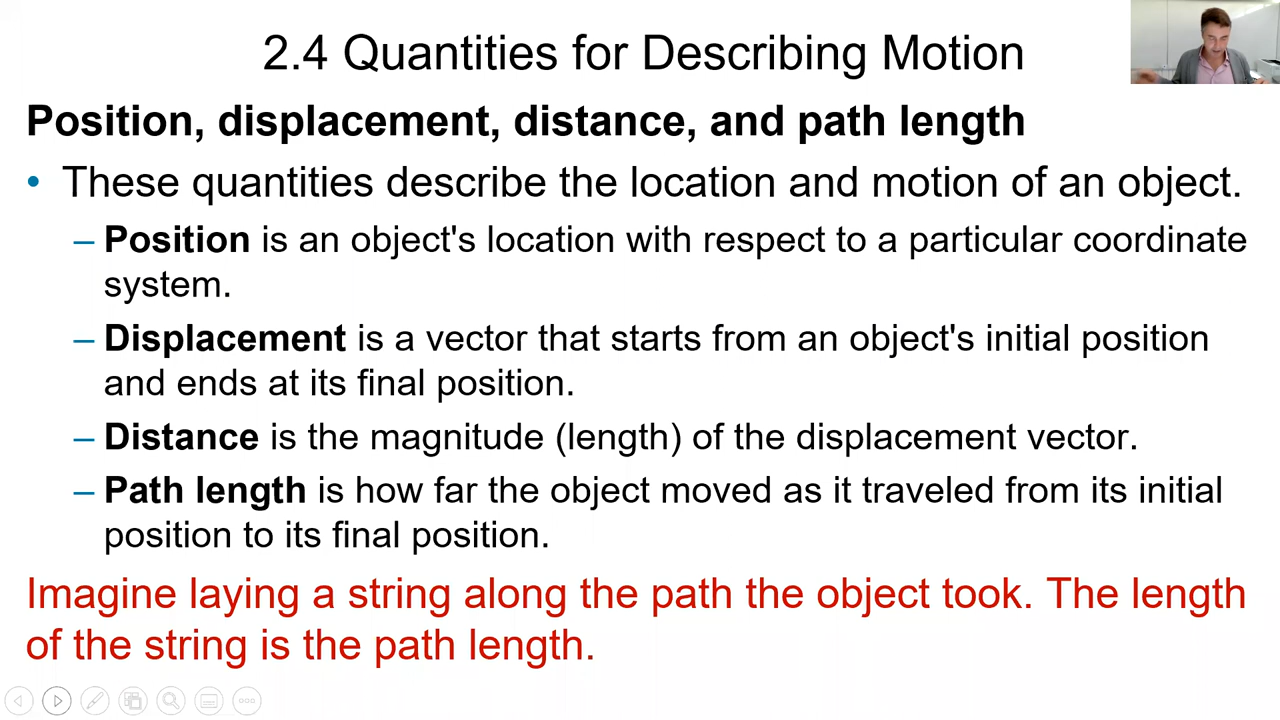 2.4 Quantities for Describing Motion
Position, displacement, distance, and path length
• These quantities describe the location and motion of an object.
– Position is an object's location with respect to a particular coordinate
system.
– Displacement is a vector that starts from an object's initial position
and ends at its final position.
– Distance is the magnitude (length) of the displacement vector.
– Path length is how far the object moved as it traveled from its initial
position to its final position.
Imagine laying a string along the path the object took. The length
of the string is the path length.